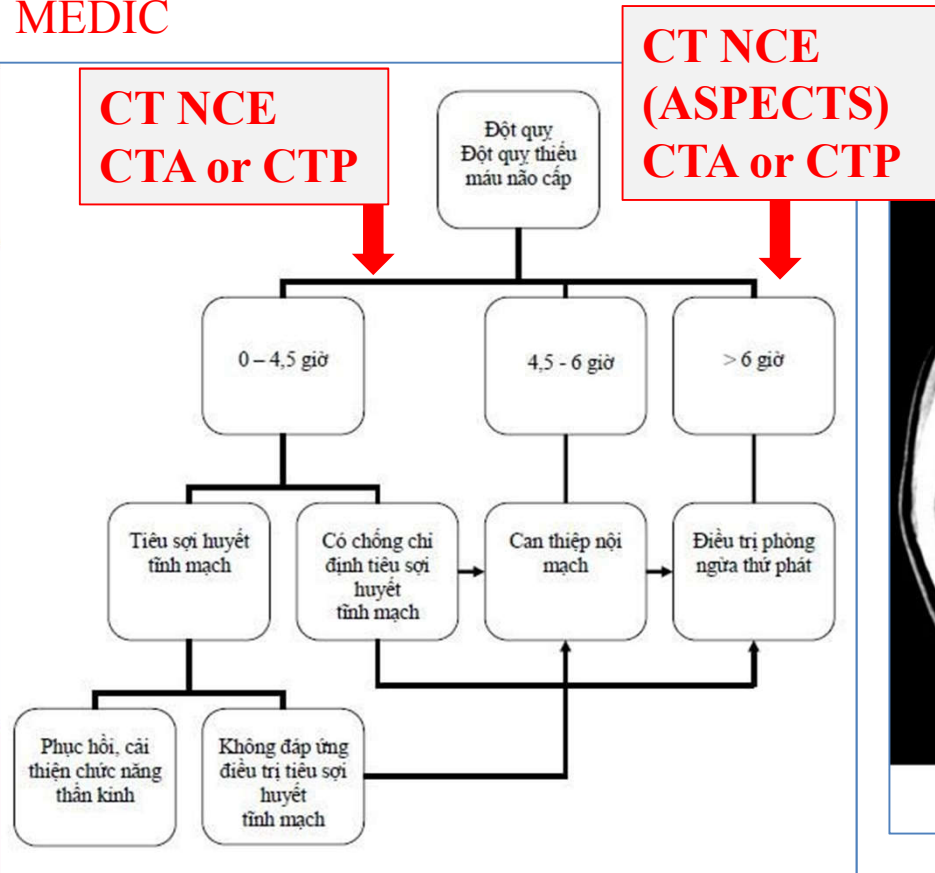 MEDIC
CT NCE
CTA or CTP
CT NCE
(ASPECTS)
CTA or CTP
Đột quỵ
Đột quỵ thiếu
máu não cấp
0 – 4,5 giờ
4,5 - 6 giờ
> 6 giờ
Tiêu sợi huyết
tĩnh mạch
Có chống chỉ
định tiêu sợi
huyết
tĩnh mạch
Can thiệp nội
mạch
Điều trị phòng
ngừa thứ phát
Phục hồi, cải
thiện chức năng
thần kinh
Không đáp ứng
điều trị tiêu sợi
huyết
tĩnh mạch